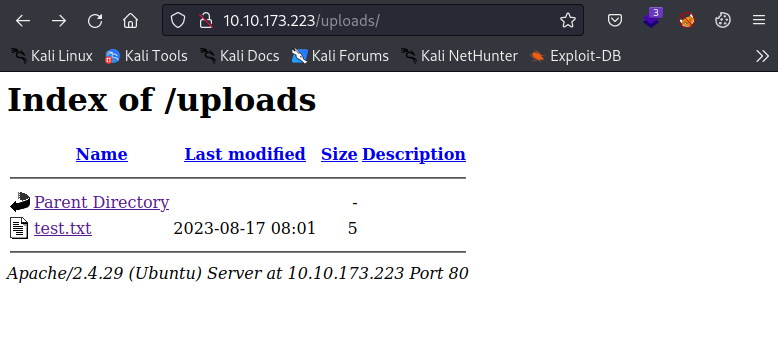 10.10.173.223/uploads/
3
Kali Linux Kali Tools Kali Docs Kali Forums Kali NetHunter Exploit-DB
Index of /uploads
Name Last modified Size Description
Parent Directory -
test.txt 2023-08-17 08:01 5
Apache/2.4.29 (Ubuntu) Server at 10.10.173.223 Port 80